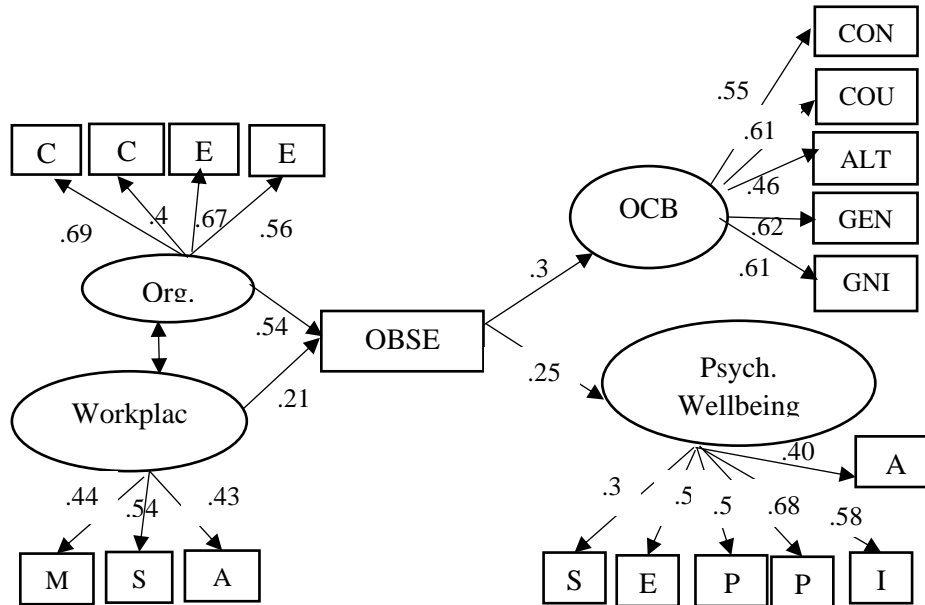 CON
.55
COU
.61
C C E E
ALT
.46
.69 .4 .67 .56
OCB
GEN
.62
.61
GNI
Org.
.3
.54
OBSE
Psych.
Wellbeing
.25
.21
Workplac
.40
A
.44 .54 .43
.3 .5 .5 .68 .58
M S A
S E P P I